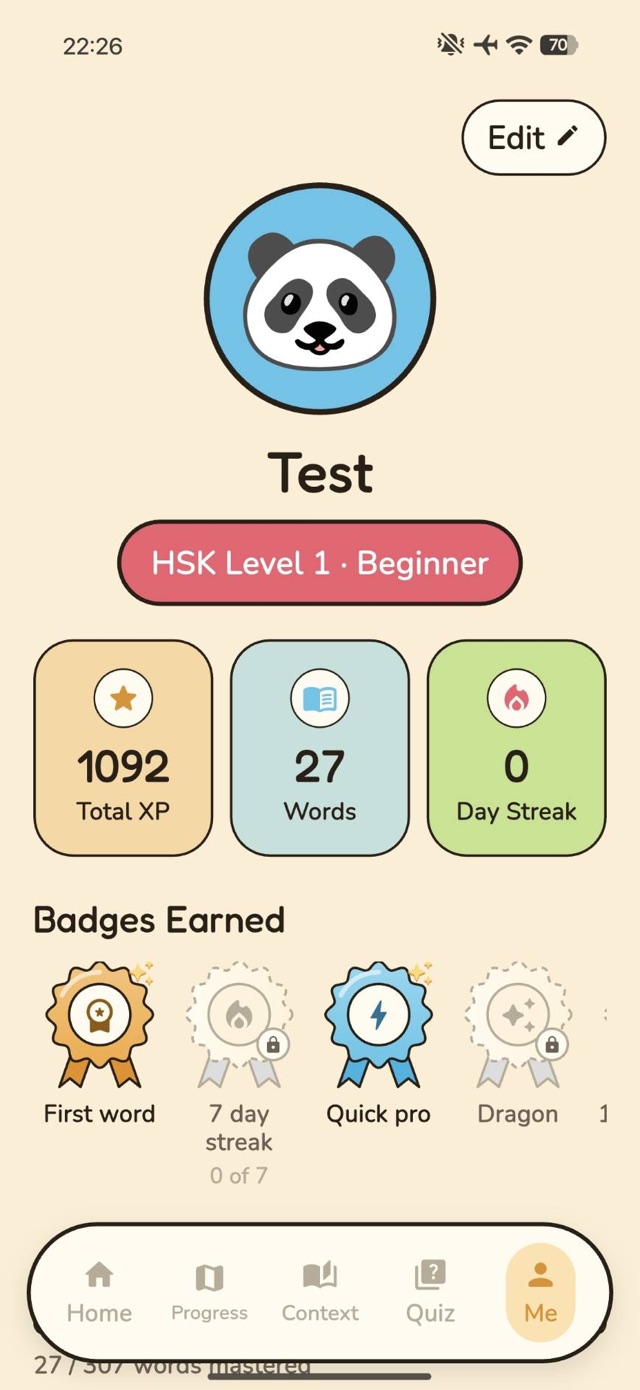 22:26
70
Edit
Test
HSK Level 1 · Beginner
1092
Total XP
27
Words
0
Day Streak
Badges Earned
First word
7 day
streak
0 of 7
Quick pro
Dragon
1
?
Home
Progress
Context
Quiz
Me
27 / 307 words mastered